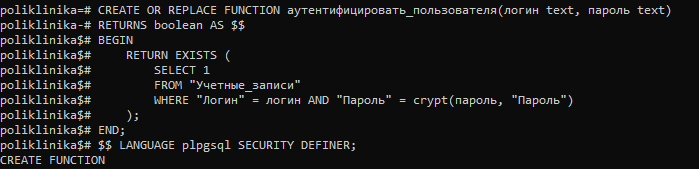 poliklinika=# CREATE OR REPLACE FUNCTION аутентифицировать_пользователя(логин text, пароль text)
poliklinika-# RETURNS boolean AS $$
poliklinika$# BEGIN
poliklinika$#     RETURN EXISTS (
poliklinika$#         SELECT 1
poliklinika$#         FROM "Учетные_записи"
poliklinika$#         WHERE "Логин" = логин AND "Пароль" = crypt(пароль, "Пароль")
poliklinika$#     );
poliklinika$# END;
poliklinika$# $$ LANGUAGE plpgsql SECURITY DEFINER;
CREATE FUNCTION